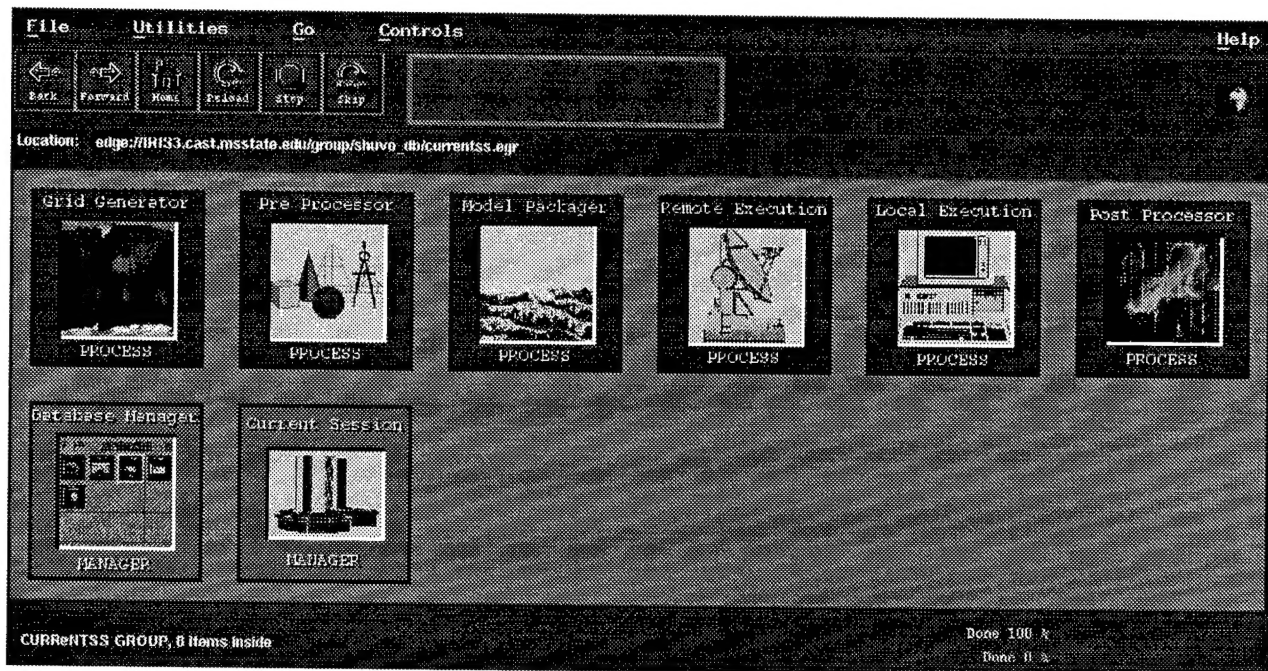 File Utilities Go Controls Help
Back Forward Home Reload Stop Skip
Location: edge://IRIS3.cast.msstate.edu/group/shuvo_db/currentss.egr
Grid Generator Pre Processor Model Packager Remote Execution Local Execution Post Processor
PROCESS PROCESS PROCESS PROCESS PROCESS PROCESS
Database Manager Current Session
MANAGER MANAGER
CURReNTSS GROUP, 8 items inside
Done 100 %
Done 0 %